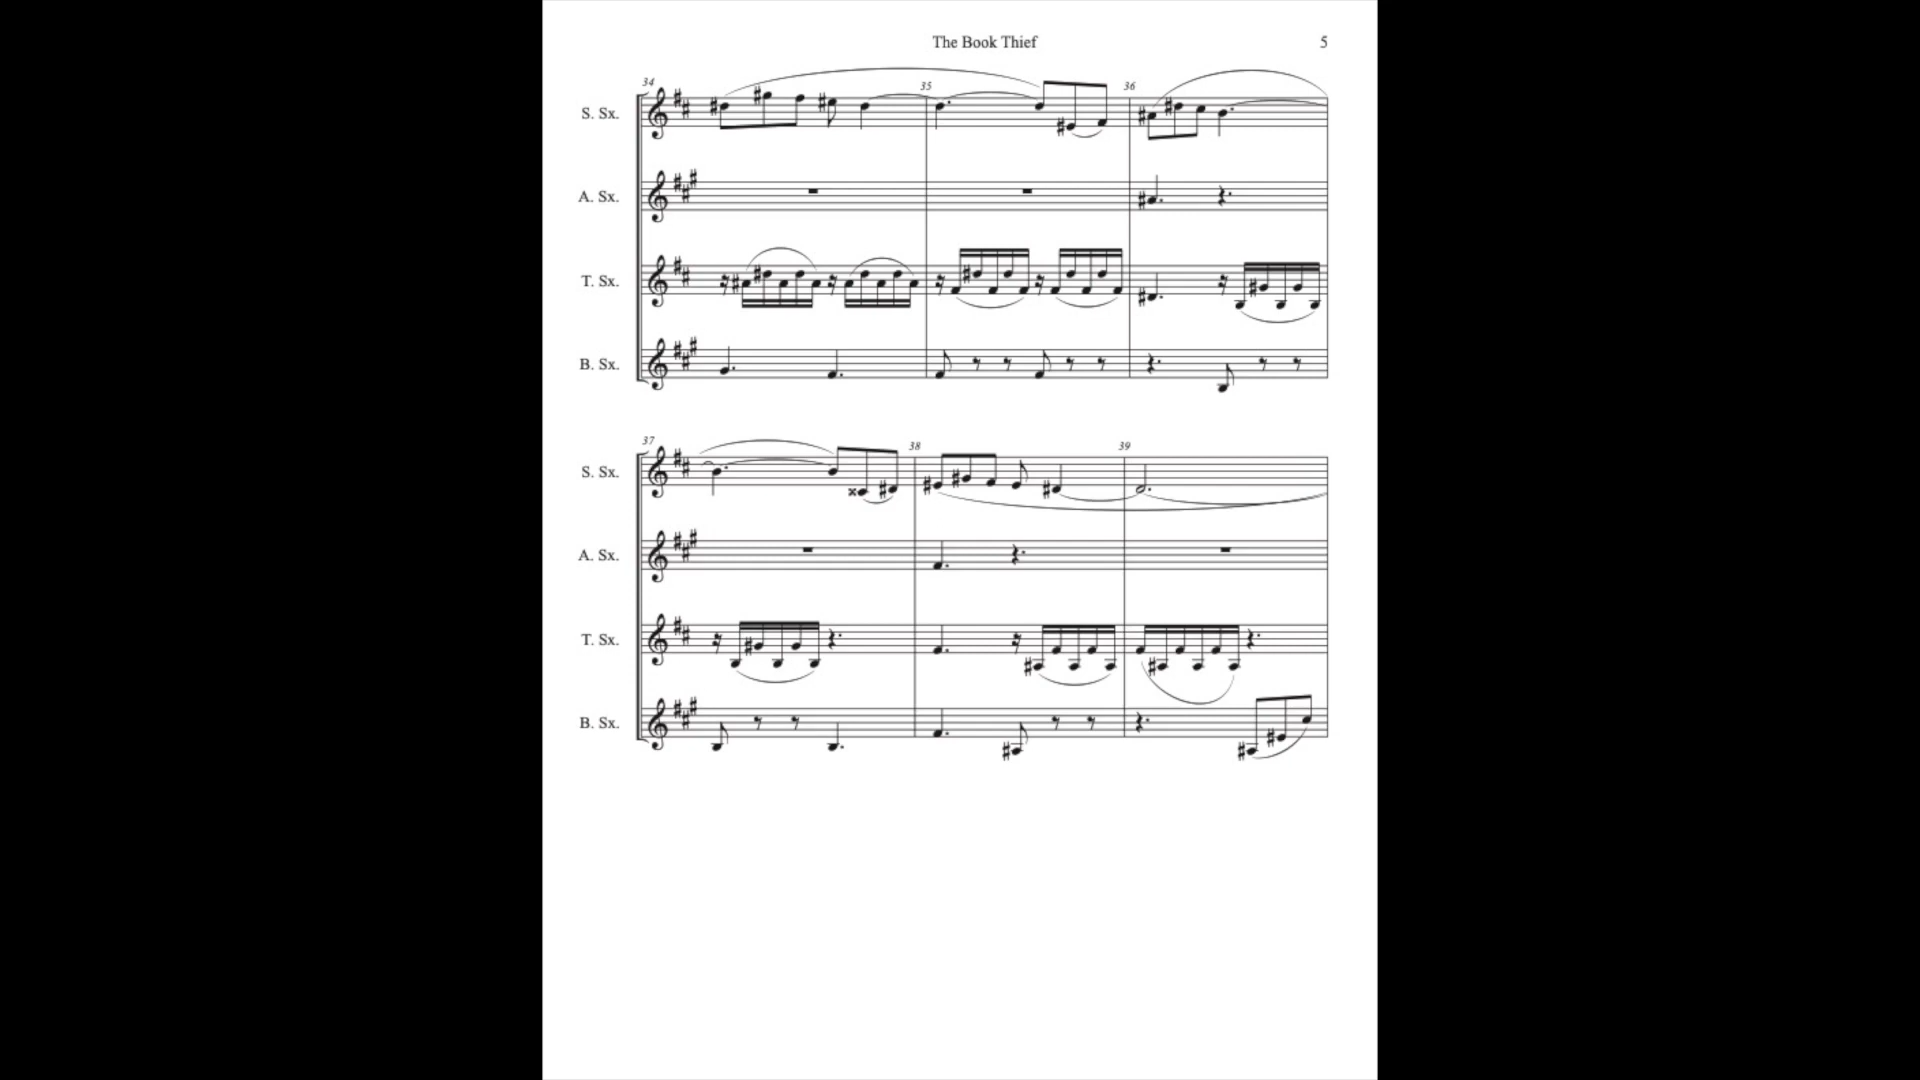 The Book Thief 5
34 35 36
S. Sx.
A. Sx.
T. Sx.
B. Sx.
37 38 39
S. Sx.
A. Sx.
T. Sx.
B. Sx.